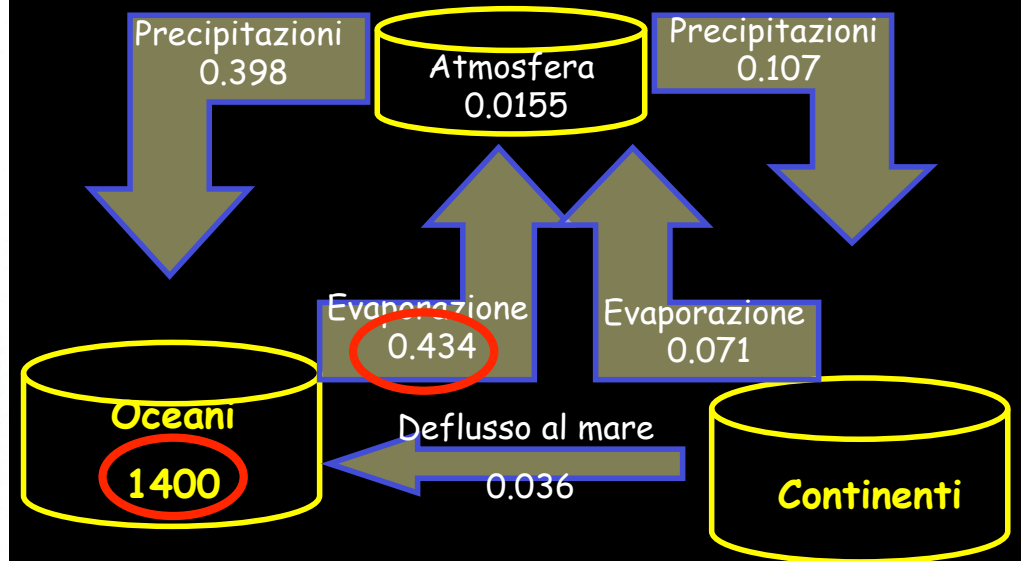 Precipitazioni
0.398
Atmosfera
0.0155
Precipitazioni
0.107
Evaporazione
0.434
Evaporazione
0.071
Oceani
1400
Deflusso al mare
0.036
Continenti